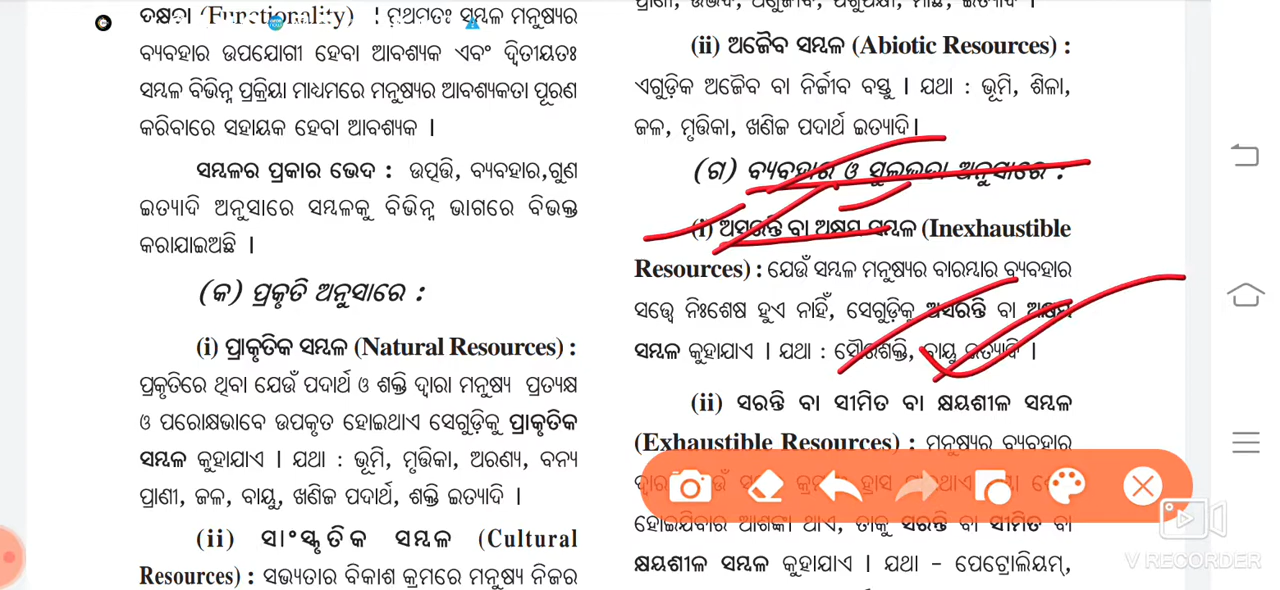 ଦକ୍ଷତା (Functionality) । ପ୍ରଥମତଃ ସମ୍ବଳ ମନୁଷ୍ୟର
ବ୍ୟବହାର ଉପଯୋଗୀ ହେବା ଆବଶ୍ୟକ ଏବଂ ଦ୍ୱିତୀୟତଃ
ସମ୍ବଳ ବିଭିନ୍ନ ପ୍ରକ୍ରିୟା ମାଧ୍ୟମରେ ମନୁଷ୍ୟର ଆବଶ୍ୟକତା ପୂରଣ
କରିବାରେ ସହାୟକ ହେବା ଆବଶ୍ୟକ ।
ସମ୍ବଳର ପ୍ରକାର ଭେଦ : ଉତ୍ପତ୍ତି, ବ୍ୟବହାର,ଗୁଣ
ଇତ୍ୟାଦି ଅନୁସାରେ ସମ୍ବଳକୁ ବିଭିନ୍ନ ଭାଗରେ ବିଭକ୍ତ
କରାଯାଇଅଛି ।
(କ) ପ୍ରକୃତି ଅନୁସାରେ :
(i) ପ୍ରାକୃତିକ ସମ୍ବଳ (Natural Resources) :
ପ୍ରକୃତିରେ ଥିବା ଯେଉଁ ପଦାର୍ଥ ଓ ଶକ୍ତି ଦ୍ୱାରା ମନୁଷ୍ୟ ପ୍ରତ୍ୟକ୍ଷ
ଓ ପରୋକ୍ଷଭାବେ ଉପକୃତ ହୋଇଥାଏ ସେଗୁଡ଼ିକୁ ପ୍ରାକୃତିକ
ସମ୍ବଳ କୁହାଯାଏ । ଯଥା : ଭୂମି, ମୃତ୍ତିକା, ଅରଣ୍ୟ, ବନ୍ୟ
ପ୍ରାଣୀ, ଜଳ, ବାୟୁ, ଖଣିଜ ପଦାର୍ଥ, ଶକ୍ତି ଇତ୍ୟାଦି ।
(ii) ସାଂସ୍କୃତିକ ସମ୍ବଳ (Cultural
Resources) : ସଭ୍ୟତାର ବିକାଶ କ୍ରମରେ ମନୁଷ୍ୟ ନିଜର
ପ୍ରାଣୀ, ଉଦ୍ଭିଦ, ଅଣୁଜୀବ, ପଶୁପକ୍ଷୀ, ମାଛ, ଇତ୍ୟାଦି ।
(ii) ଅଜୈବ ସମ୍ବଳ (Abiotic Resources) :
ଏଗୁଡ଼ିକ ଅଜୈବ ବା ନିର୍ଜୀବ ବସ୍ତୁ । ଯଥା : ଭୂମି, ଶିଳା,
ଜଳ, ମୃତ୍ତିକା, ଖଣିଜ ପଦାର୍ଥ ଇତ୍ୟାଦି।
(ଗ) ବ୍ୟବହାର ଓ ସୁଲଭତା ଅନୁସାରେ :
(i) ଅସରନ୍ତି ବା ଅକ୍ଷୟ ସମ୍ବଳ (Inexhaustible
Resources) : ଯେଉଁ ସମ୍ବଳ ମନୁଷ୍ୟର ବାରମ୍ବାର ବ୍ୟବହାର
ସତ୍ତ୍ୱେ ନିଃଶେଷ ହୁଏ ନାହିଁ, ସେଗୁଡ଼ିକୁ ଅସରନ୍ତି ବା ଅକ୍ଷୟ
ସମ୍ବଳ କୁହାଯାଏ । ଯଥା : ସୌରଶକ୍ତି, ବାୟୁ ଇତ୍ୟାଦି ।
(ii) ସରନ୍ତି ବା ସୀମିତ ବା କ୍ଷୟଶୀଳ ସମ୍ବଳ
(Exhaustible Resources) : ମନୁଷ୍ୟର ବ୍ୟବହାର
ହୋଇଯିବାର ଆଶଙ୍କା ଥାଏ, ତାକୁ ସରନ୍ତି ବା ସୀମିତ ବା
କ୍ଷୟଶୀଳ ସମ୍ବଳ କୁହାଯାଏ । ଯଥା – ପେଟ୍ରୋଲିୟମ୍,
V RECORDER